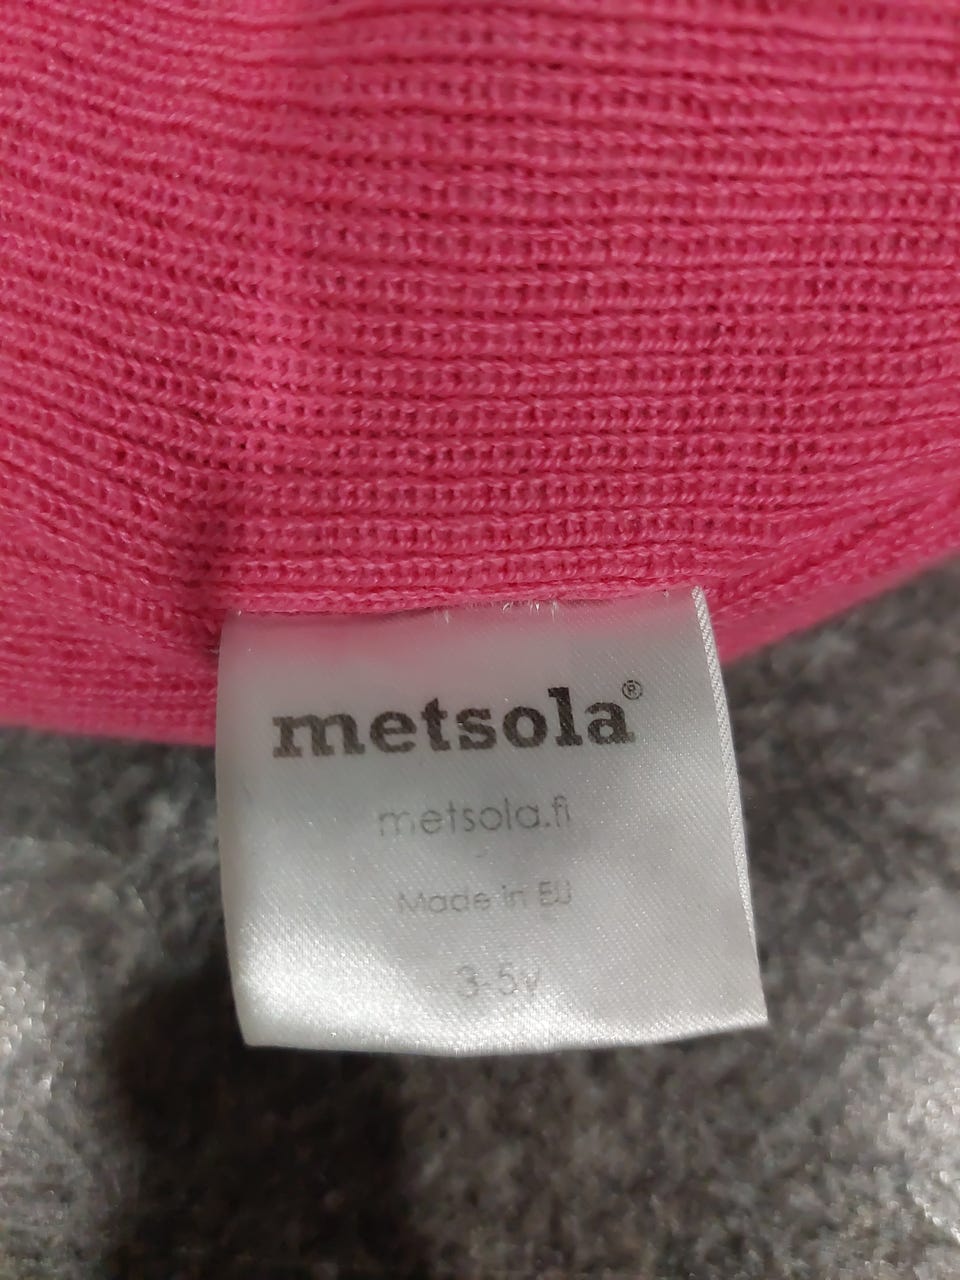 metsola®
metsola.fi
Made in EU
3-5v